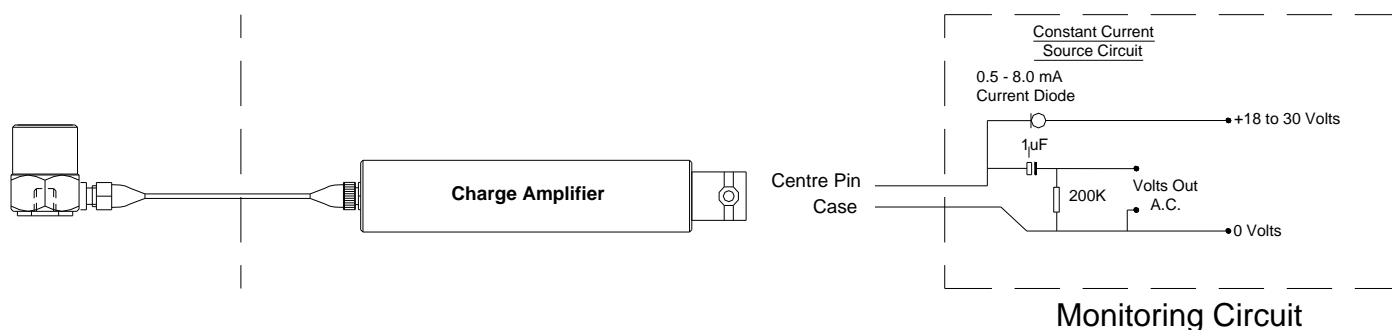 Constant Current
Source Circuit
0.5 - 8.0 mA
Current Diode
+18 to 30 Volts
1uF
Charge Amplifier
Centre Pin
Case
200K
Volts Out
A.C.
0 Volts
Monitoring Circuit